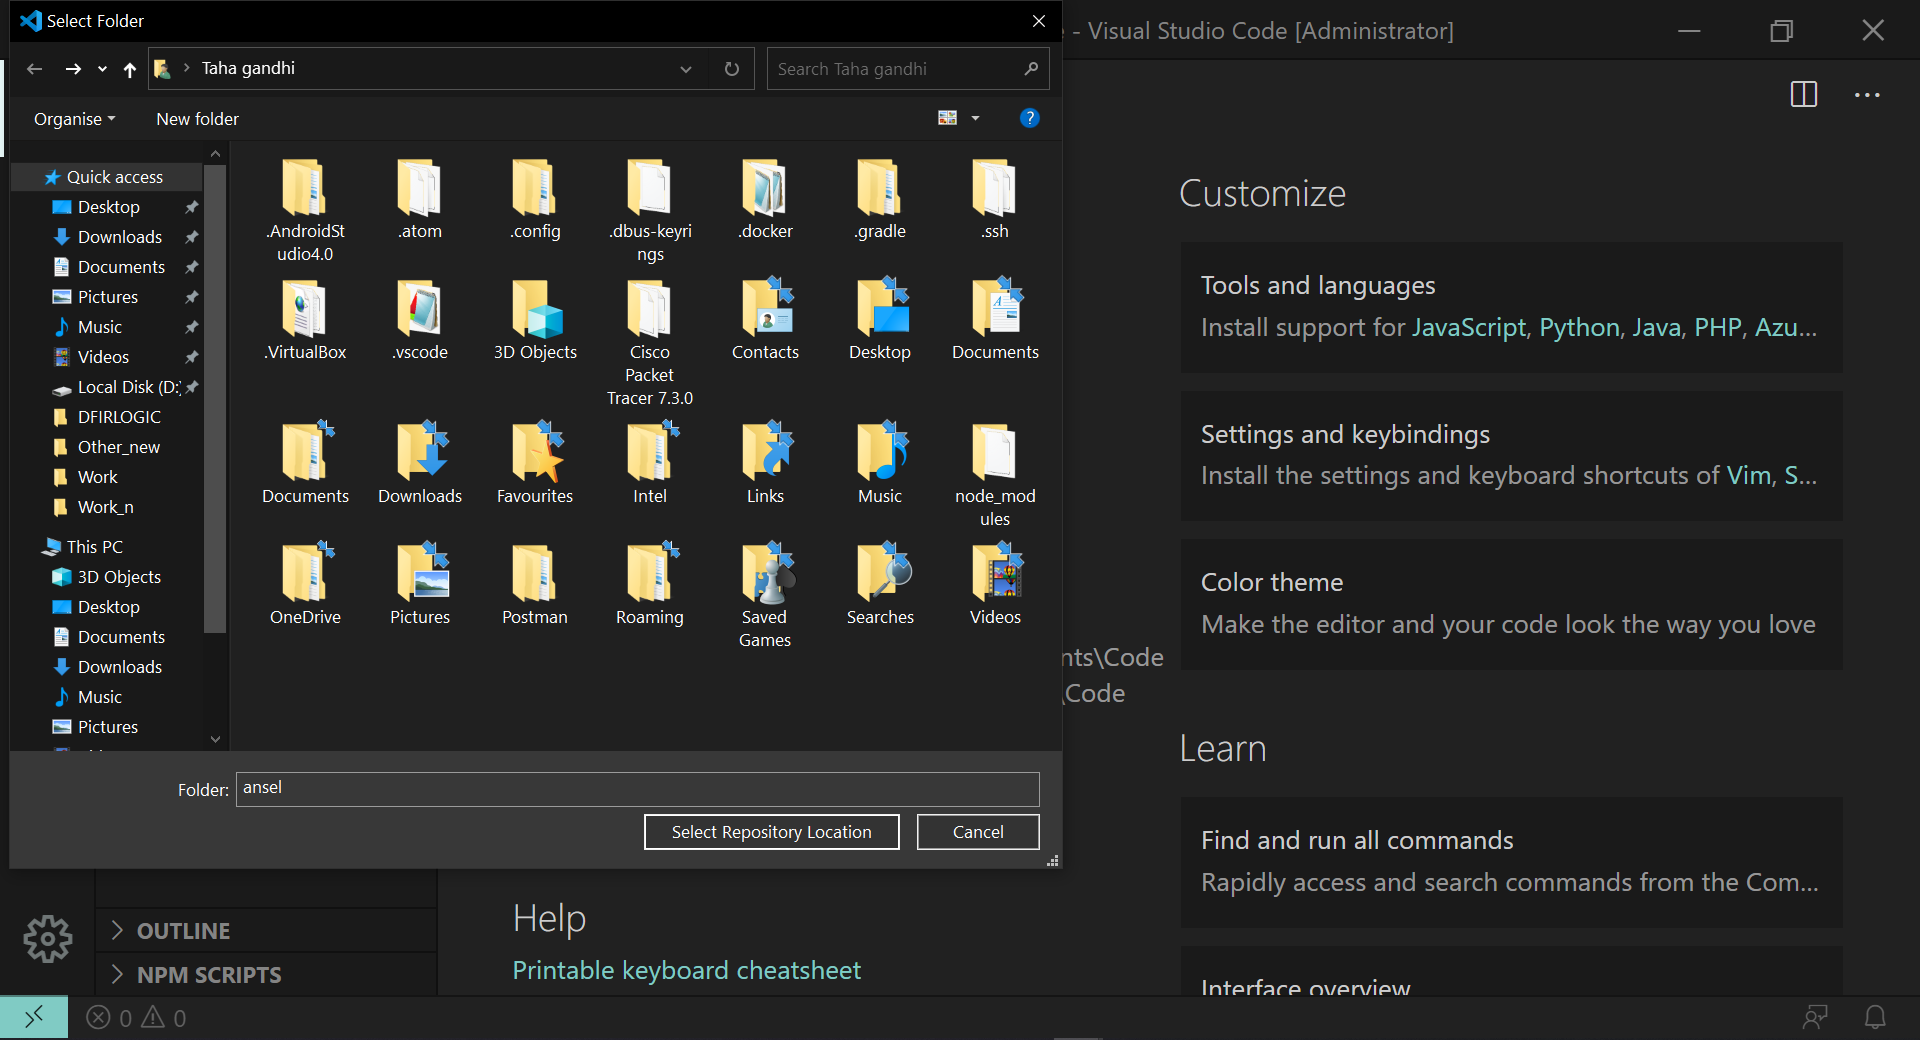 Select Folder
- Visual Studio Code [Administrator]
Taha gandhi
Search Taha gandhi
Organise
New folder
?
Quick access
Desktop
Downloads
Documents
Pictures
Music
Videos
Local Disk (D:)
DFIRLOGIC
Other_new
Work
Work_n
This PC
3D Objects
Desktop
Documents
Downloads
Music
Pictures
.AndroidSt
udio4.0
.atom
.config
.dbus-keyri
ngs
.docker
.gradle
.ssh
.VirtualBox
.vscode
3D Objects
Cisco
Packet
Tracer 7.3.0
Contacts
Desktop
Documents
Documents
Downloads
Favourites
Intel
Links
Music
node_mod
ules
OneDrive
Pictures
Postman
Roaming
Saved
Games
Searches
Videos
Folder: ansel
Select Repository Location
Cancel
nts\Code
\Code
Customize
Tools and languages
Install support for JavaScript, Python, Java, PHP, Azu...
Settings and keybindings
Install the settings and keyboard shortcuts of Vim, S...
Color theme
Make the editor and your code look the way you love
Learn
Find and run all commands
Rapidly access and search commands from the Com...
Interface overview
Help
Printable keyboard cheatsheet
OUTLINE
NPM SCRIPTS
0 0